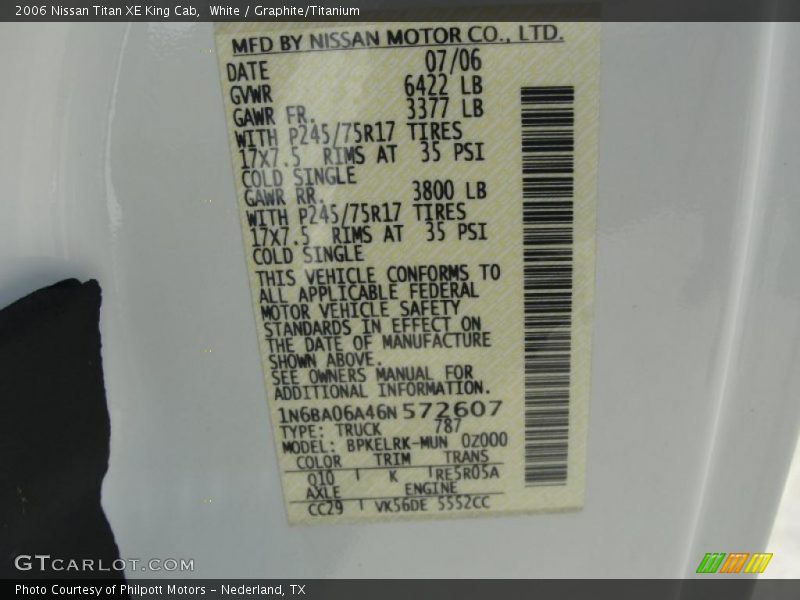 2006 Nissan Titan XE King Cab, White / Graphite/Titanium
MFD BY NISSAN MOTOR CO., LTD.
DATE 07/06
GVWR 6422 LB
GAWR FR. 3377 LB
WITH P245/75R17 TIRES
17X7.5 RIMS AT 35 PSI
COLD SINGLE
GAWR RR. 3800 LB
WITH P245/75R17 TIRES
17X7.5 RIMS AT 35 PSI
COLD SINGLE
THIS VEHICLE CONFORMS TO
ALL APPLICABLE FEDERAL
MOTOR VEHICLE SAFETY
STANDARDS IN EFFECT ON
THE DATE OF MANUFACTURE
SHOWN ABOVE.
SEE OWNERS MANUAL FOR
ADDITIONAL INFORMATION.
1N6BA06A46N572607
TYPE: TRUCK 787
MODEL: BPKELRK-MUN 0Z000
COLOR TRIM TRANS
Q10 K RE5R05A
AXLE ENGINE
CC29 VK56DE 5552CC
GTCARLOT.COM
Photo Courtesy of Philpott Motors - Nederland, TX